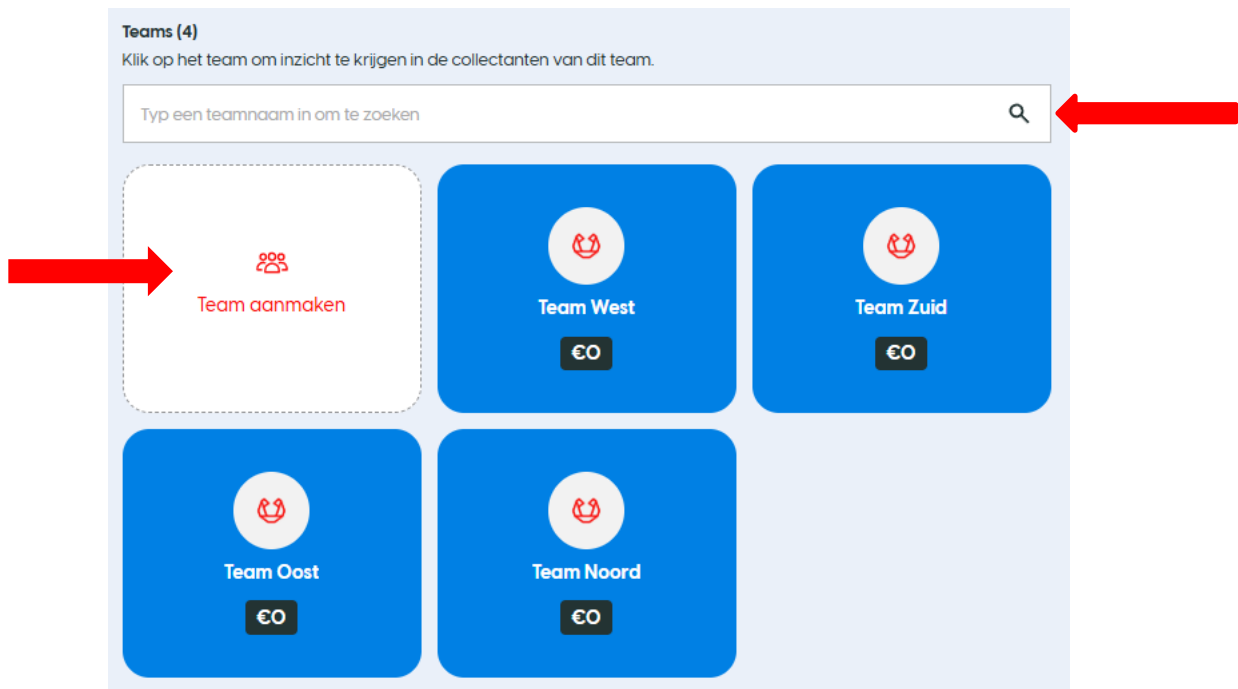 Teams (4)
Klik op het team om inzicht te krijgen in de collectanten van dit team.
Typ een teamnaam in om te zoeken
Team aanmaken
Team West
€0
Team Zuid
€0
Team Oost
€0
Team Noord
€0